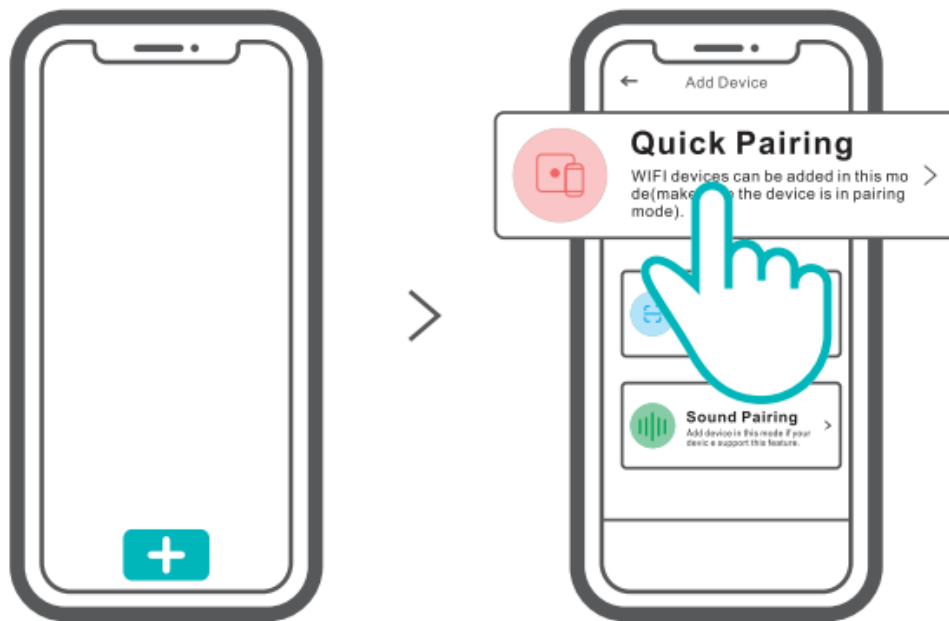 Add Device
Quick Pairing
WIFI devices can be added in this mo
de(make the device is in pairing
mode).
Sound Pairing
Add device in this mode if your
device support this feature.